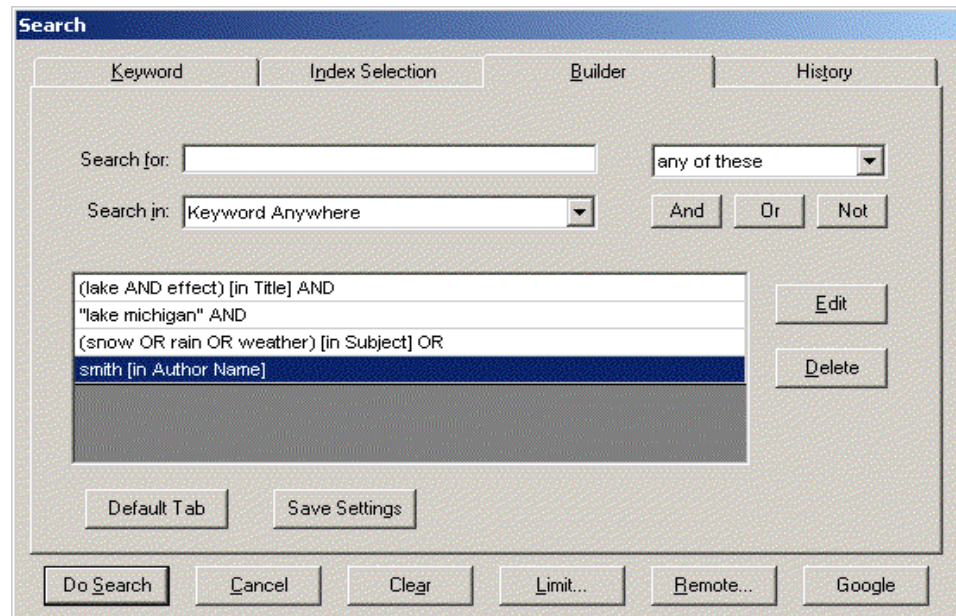 Search
Keyword Index Selection Builder History
Search for: any of these
Search in: Keyword Anywhere And Or Not
(lake AND effect) [in Title] AND
"lake michigan" AND
(snow OR rain OR weather) [in Subject] OR
smith [in Author Name]
Edit
Delete
Default Tab Save Settings
Do Search Cancel Clear Limit... Remote... Google